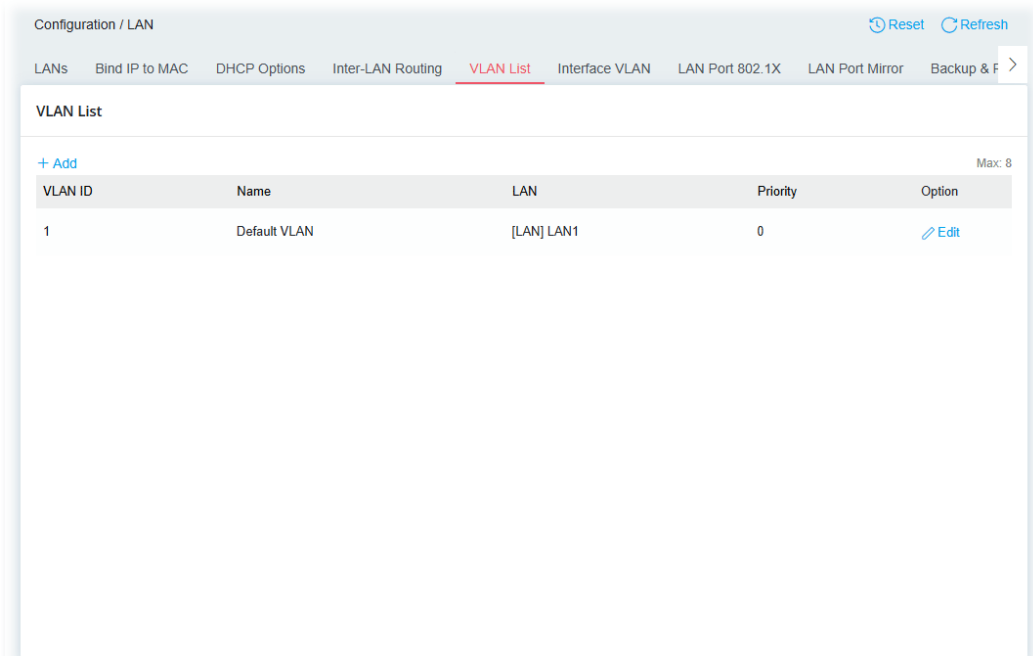 Configuration / LAN Reset Refresh
LANs Bind IP to MAC DHCP Options Inter-LAN Routing VLAN List Interface VLAN LAN Port 802.1X LAN Port Mirror Backup &
VLAN List
+ Add Max: 8
VLAN ID Name LAN Priority Option
1 Default VLAN [LAN] LAN1 0 Edit